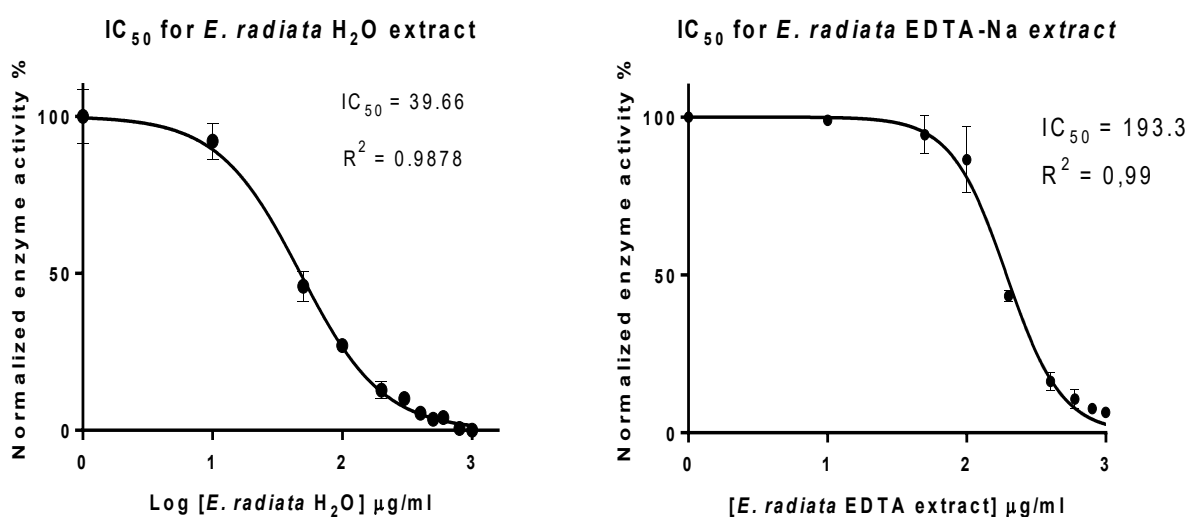 IC50 for E. radiata H2O extract
Normalized enzyme activity %
IC50 = 39.66
R2 = 0.9878
100
50
0
0 1 2 3
Log [E. radiata H2O] µg/ml
IC50 for E. radiata EDTA-Na extract
Normalized enzyme activity %
IC50 = 193.3
R2 = 0,99
100
50
0
0 1 2 3
[E. radiata EDTA extract] µg/ml